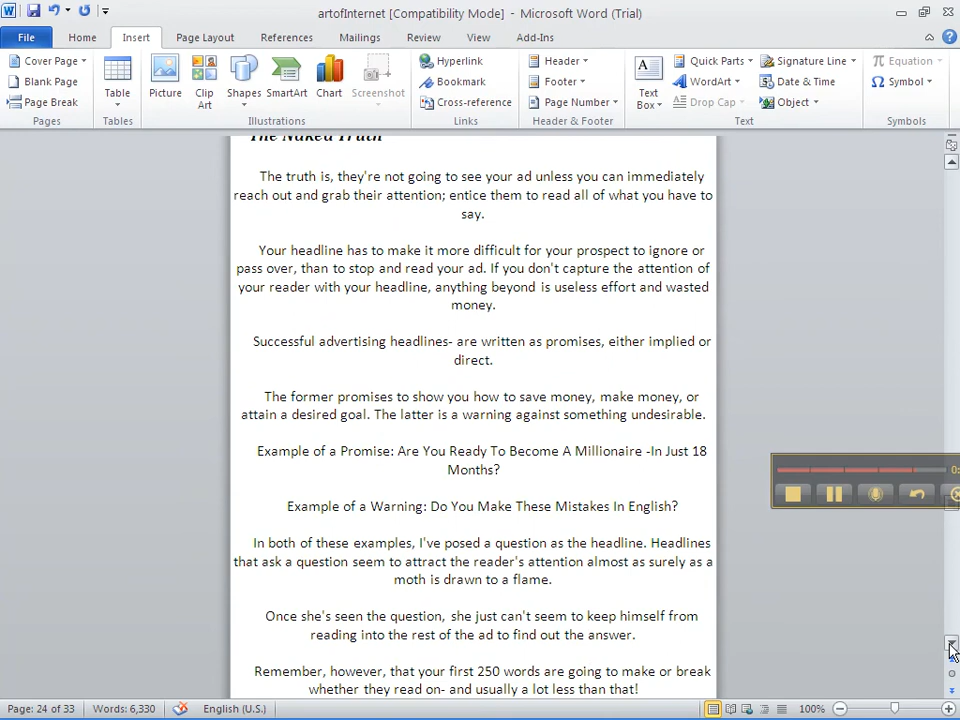 artofInternet [Compatibility Mode] - Microsoft Word (Trial)
File Home Insert Page Layout References Mailings Review View Add-Ins
Cover Page
Blank Page
Page Break
Pages
Table
Tables
Picture
Clip Art
Shapes
SmartArt
Chart
Screenshot
Illustrations
Hyperlink
Bookmark
Cross-reference
Links
Header
Footer
Page Number
Header & Footer
Text Box
Quick Parts
WordArt
Drop Cap
Signature Line
Date & Time
Object
Text
Equation
Symbol
Symbols
The Naked Truth
The truth is, they're not going to see your ad unless you can immediately
reach out and grab their attention; entice them to read all of what you have to
say.
Your headline has to make it more difficult for your prospect to ignore or
pass over, than to stop and read your ad. If you don't capture the attention of
your reader with your headline, anything beyond is useless effort and wasted
money.
Successful advertising headlines- are written as promises, either implied or
direct.
The former promises to show you how to save money, make money, or
attain a desired goal. The latter is a warning against something undesirable.
Example of a Promise: Are You Ready To Become A Millionaire -In Just 18
Months?
Example of a Warning: Do You Make These Mistakes In English?
In both of these examples, I've posed a question as the headline. Headlines
that ask a question seem to attract the reader's attention almost as surely as a
moth is drawn to a flame.
Once she's seen the question, she just can't seem to keep himself from
reading into the rest of the ad to find out the answer.
Remember, however, that your first 250 words are going to make or break
whether they read on- and usually a lot less than that!
Page: 24 of 33 Words: 6,330 English (U.S.) 100%